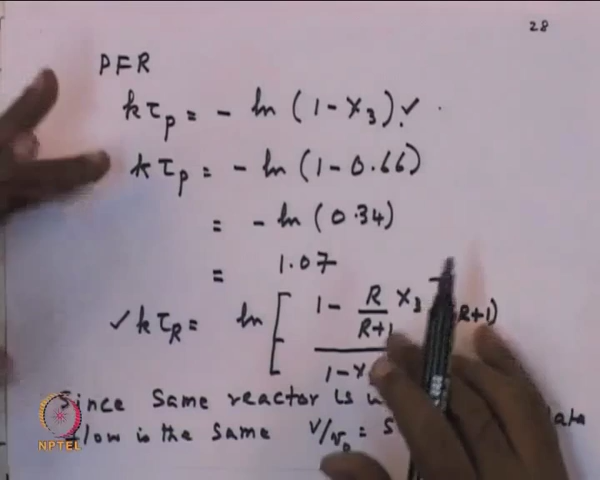 28
PFR
kτp = - ln (1 - X3) ✓ .
kτp = - ln (1 - 0.66)
= - ln (0.34)
= 1.07
✓ kτR = ln [ (1 - R/R+1 X3) / (1 - X R+1)
Since Same reactor is
flow is the same V/v0 = 5
NPTEL